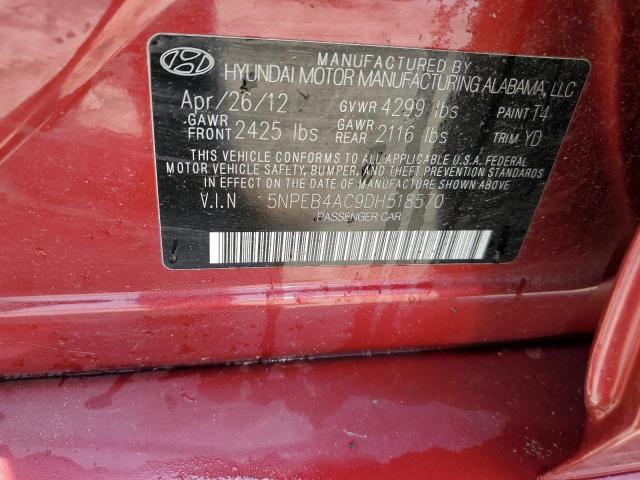 MANUFACTURED BY
HYUNDAI MOTOR MANUFACTURING ALABAMA, LLC
Apr/26/12 GVWR 4299 lbs PAINT T4
GAWR FRONT 2425 lbs GAWR REAR 2116 lbs TRIM YD
THIS VEHICLE CONFORMS TO ALL APPLICABLE U.S.A. FEDERAL
MOTOR VEHICLE SAFETY, BUMPER, AND THEFT PREVENTION
STANDARDS IN EFFECT ON THE DATE OF MANUFACTURE SHOWN ABOVE.
V.I.N 5NPEB4AC9DH518570
PASSENGER CAR